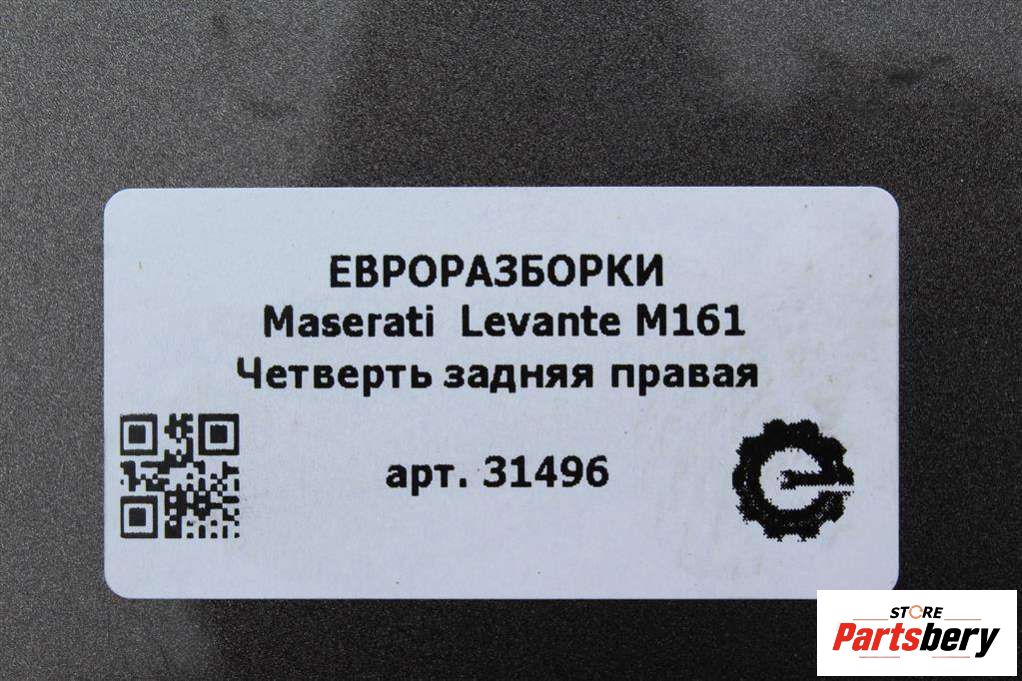 ЕВРОРАЗБОРКИ
Maserati Levante M161
Четверть задняя правая
арт. 31496
STORE
Partsbery